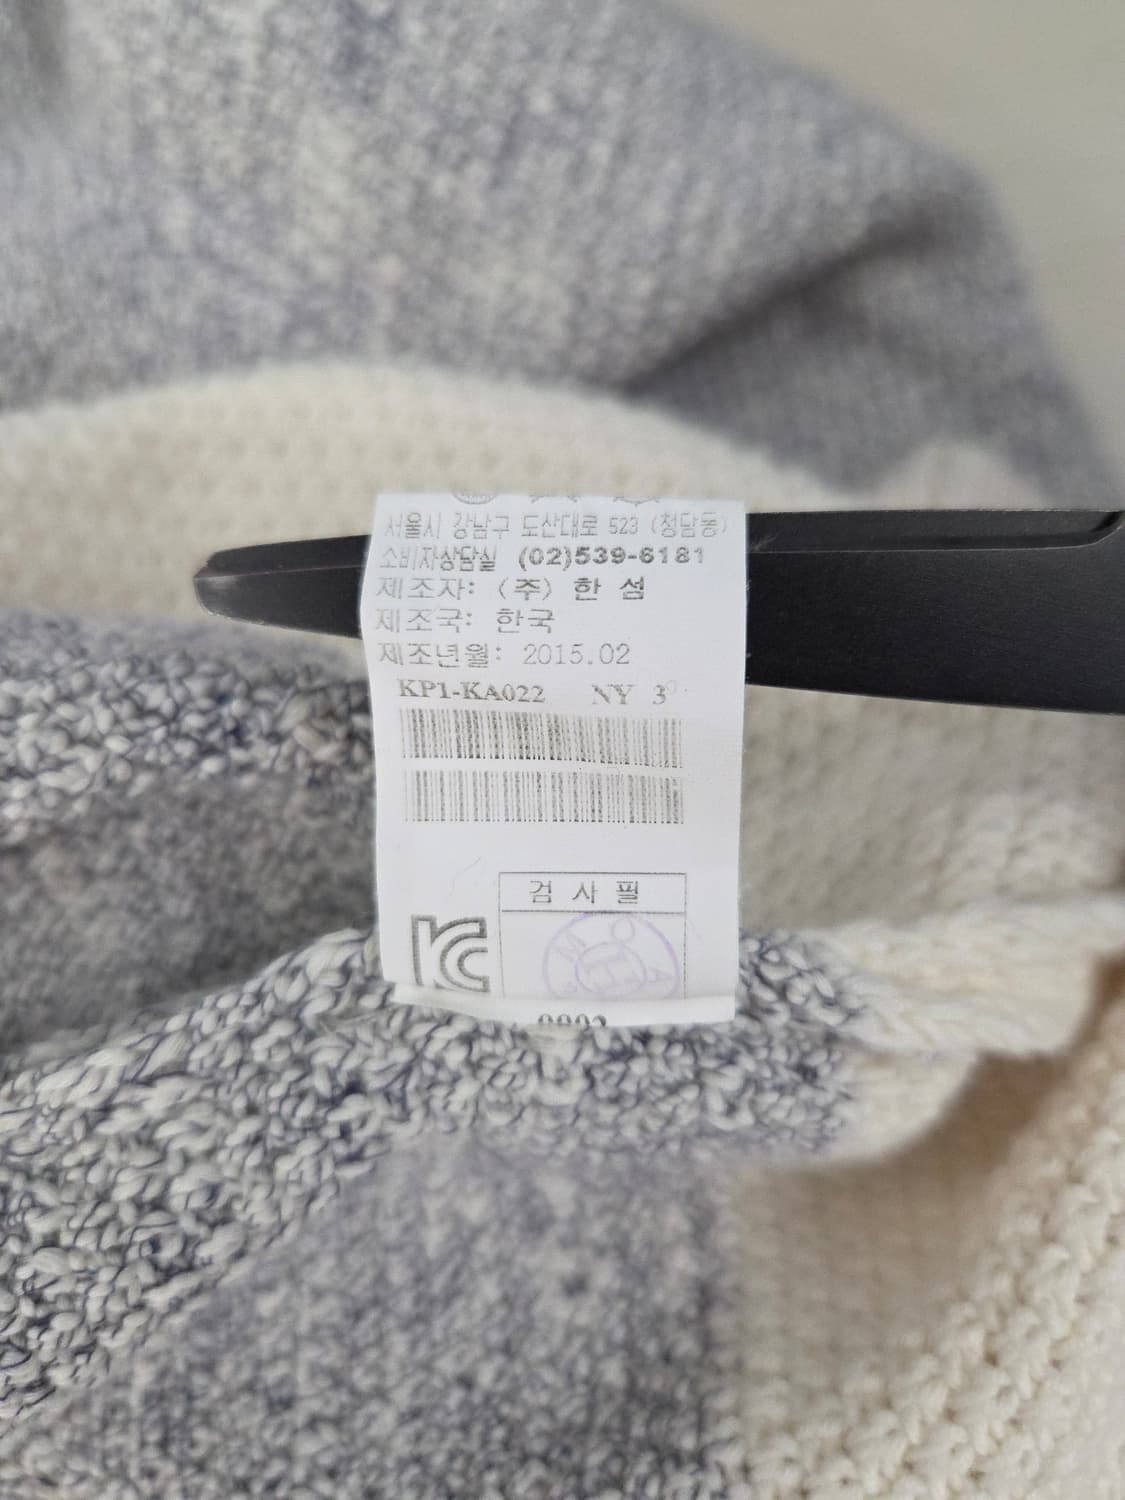 서울시 강남구 도산대로 523 (청담동)
소비자상담실 (02)539-6181
제조자: (주) 한 섬
제조국: 한국
제조년월: 2015.02
KP1-KA022 NY 3
검 사 필
KC